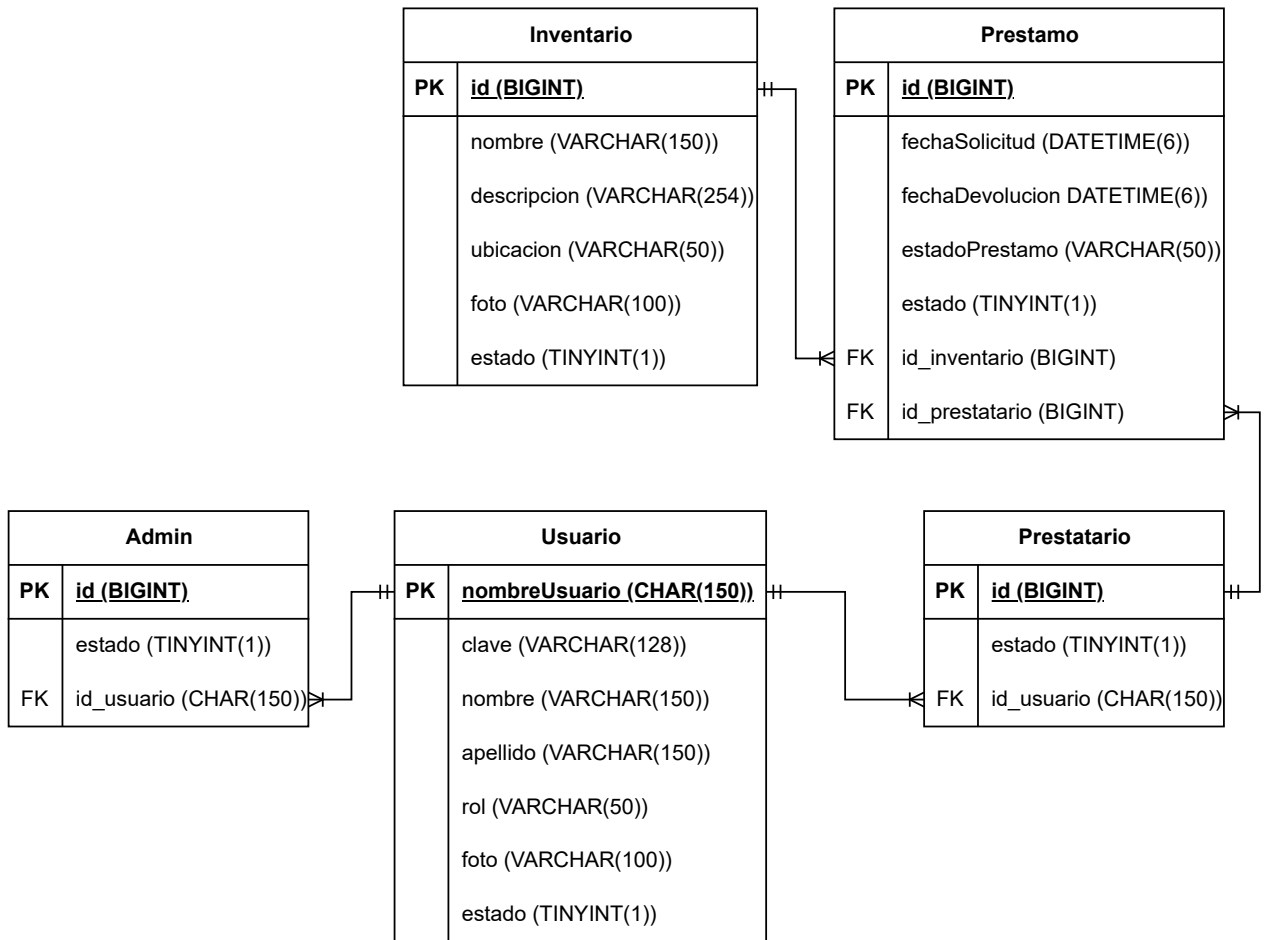 Inventario
PK id (BIGINT)
nombre (VARCHAR(150))
descripcion (VARCHAR(254))
ubicacion (VARCHAR(50))
foto (VARCHAR(100))
estado (TINYINT(1))
Prestamo
PK id (BIGINT)
fechaSolicitud (DATETIME(6))
fechaDevolucion DATETIME(6))
estadoPrestamo (VARCHAR(50))
estado (TINYINT(1))
FK id_inventario (BIGINT)
FK id_prestatario (BIGINT)
Admin
PK id (BIGINT)
estado (TINYINT(1))
FK id_usuario (CHAR(150))
Usuario
PK nombreUsuario (CHAR(150))
clave (VARCHAR(128))
nombre (VARCHAR(150))
apellido (VARCHAR(150))
rol (VARCHAR(50))
foto (VARCHAR(100))
estado (TINYINT(1))
Prestatario
PK id (BIGINT)
estado (TINYINT(1))
FK id_usuario (CHAR(150))